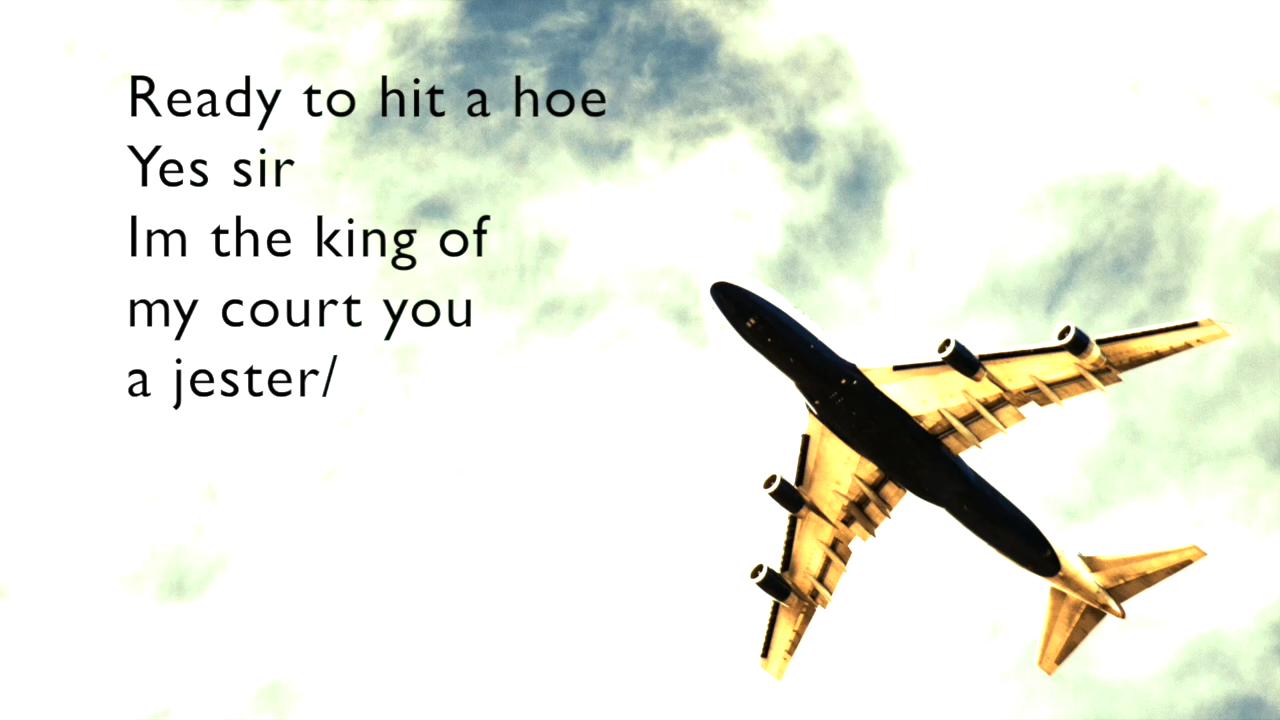 Ready to hit a hoe
Yes sir
Im the king of
my court you
a jester/